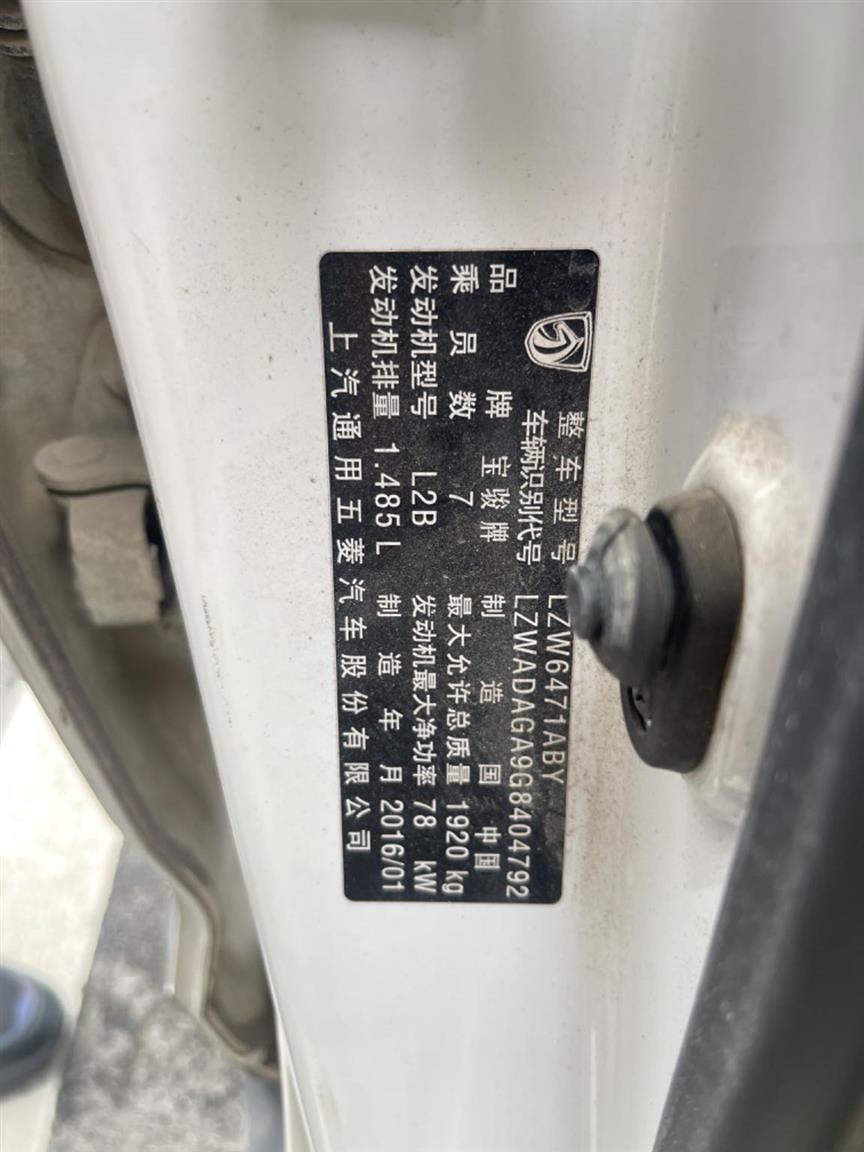 整车型号 LZW6471ABY
车辆识别代号 LZWADAGA9G8404792
品牌 宝骏牌 制造国 中国
乘员数 7 最大允许总质量 1920 kg
发动机型号 L2B 发动机最大净功率 78 kW
发动机排量 1.485L 制造年月 2016/01
上汽通用五菱汽车股份有限公司